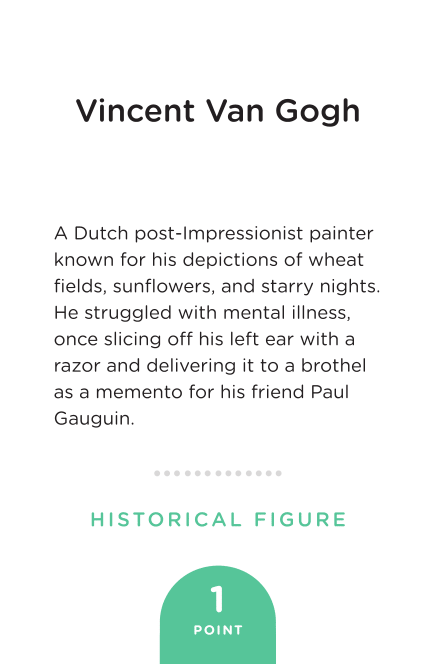 Vincent Van Gogh
A Dutch post-Impressionist painter
known for his depictions of wheat
fields, sunflowers, and starry nights.
He struggled with mental illness,
once slicing off his left ear with a
razor and delivering it to a brothel
as a memento for his friend Paul
Gauguin.
HISTORICAL FIGURE
1
POINT